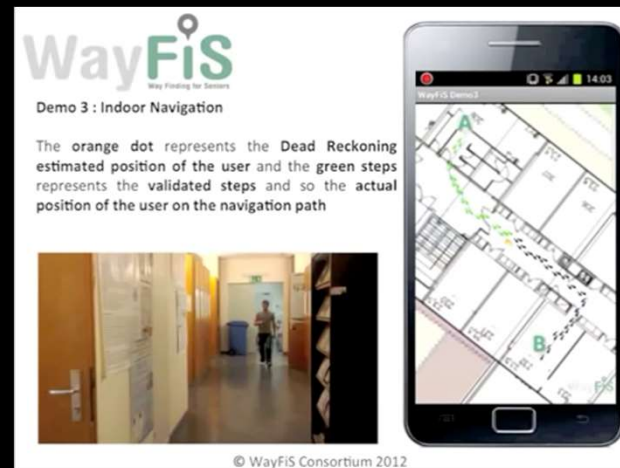 WayFiS
Way Finding for Seniors
Demo 3 : Indoor Navigation
The orange dot represents the Dead Reckoning
estimated position of the user and the green steps
represents the validated steps and so the actual
position of the user on the navigation path
14:03
WayFiS Demo3
A
B
WayFiS
© WayFiS Consortium 2012